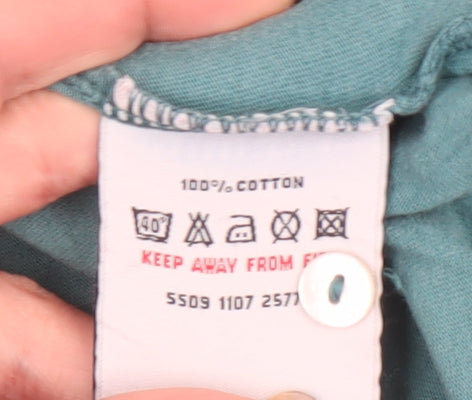 100% COTTON
40°
KEEP AWAY FROM
5509 1107 2577